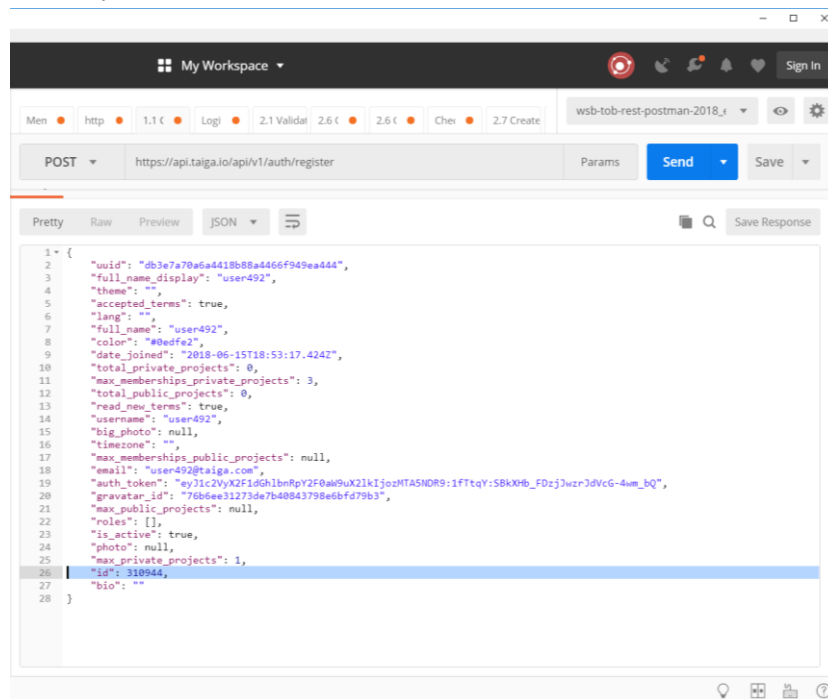 My Workspace
Sign In
Men
http
1.1 (
Logi
2.1 Validat
2.6 (
2.6 (
Chec
2.7 Create
wsb-tob-rest-postman-2018_e
POST
https://api.taiga.io/api/v1/auth/register
Params
Send
Save
Pretty
Raw
Preview
JSON
Save Response
1 {
2 "uuid": "db3e7a70a6a4418b88a4466f949ea444",
3 "full_name_display": "user492",
4 "theme": "",
5 "accepted_terms": true,
6 "lang": "",
7 "full_name": "user492",
8 "color": "#0edfe2",
9 "date_joined": "2018-06-15T18:53:17.424Z",
10 "total_private_projects": 0,
11 "max_memberships_private_projects": 3,
12 "total_public_projects": 0,
13 "read_new_terms": true,
14 "username": "user492",
15 "big_photo": null,
16 "timezone": "",
17 "max_memberships_public_projects": null,
18 "email": "user492@taiga.com",
19 "auth_token": "eyJ1c2VyX2F1dGhlbnRpY2F0aW9uX2lkIjozMTA5NDR9:1fTtqY:SBkXHb_FDzjJwzrJdVcG-4wm_bQ",
20 "gravatar_id": "76b6ee31273de7b40843798e6bfd79b3",
21 "max_public_projects": null,
22 "roles": [],
23 "is_active": true,
24 "photo": null,
25 "max_private_projects": 1,
26 "id": 310944,
27 "bio": ""
28 }